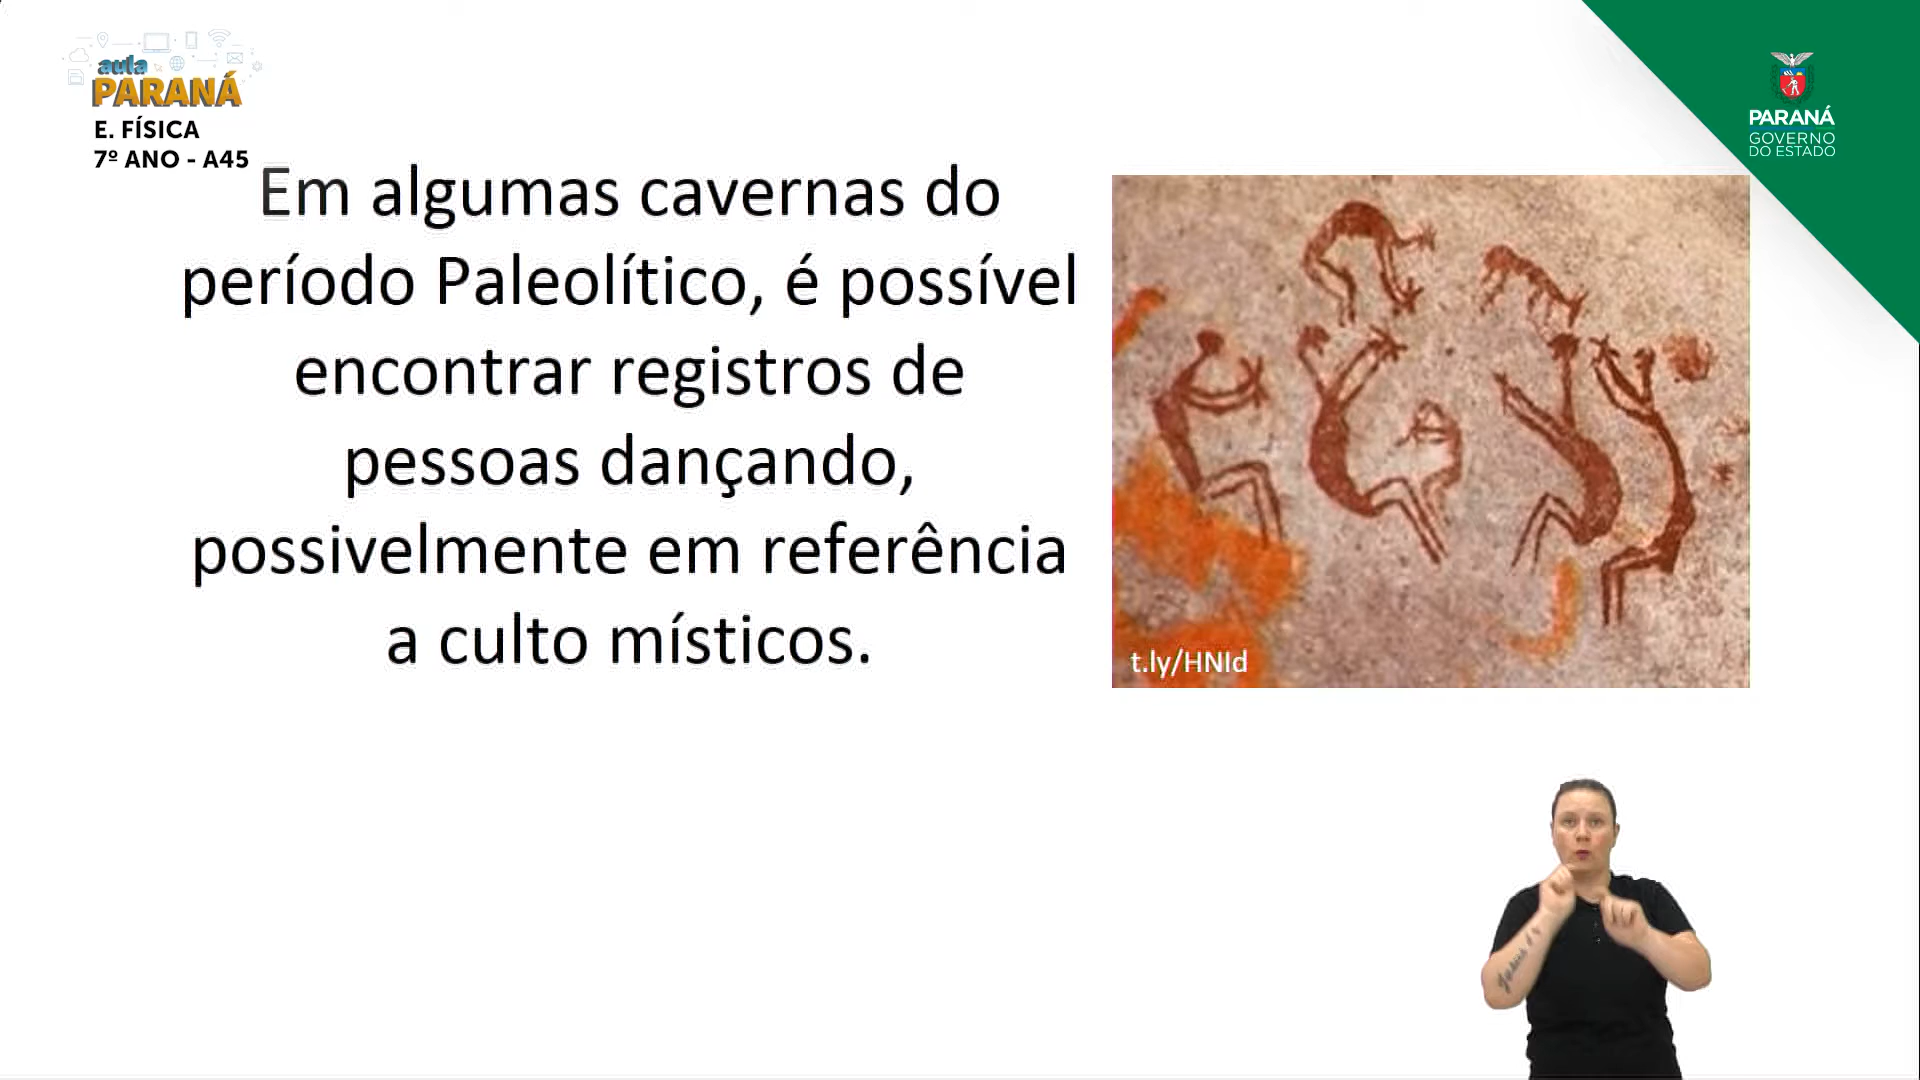 aula
PARANÁ
E. FÍSICA
7º ANO - A45
Em algumas cavernas do
período Paleolítico, é possível
encontrar registros de
pessoas dançando,
possivelmente em referência
a culto místicos.
t.ly/HNId
PARANÁ
GOVERNO
DO ESTADO